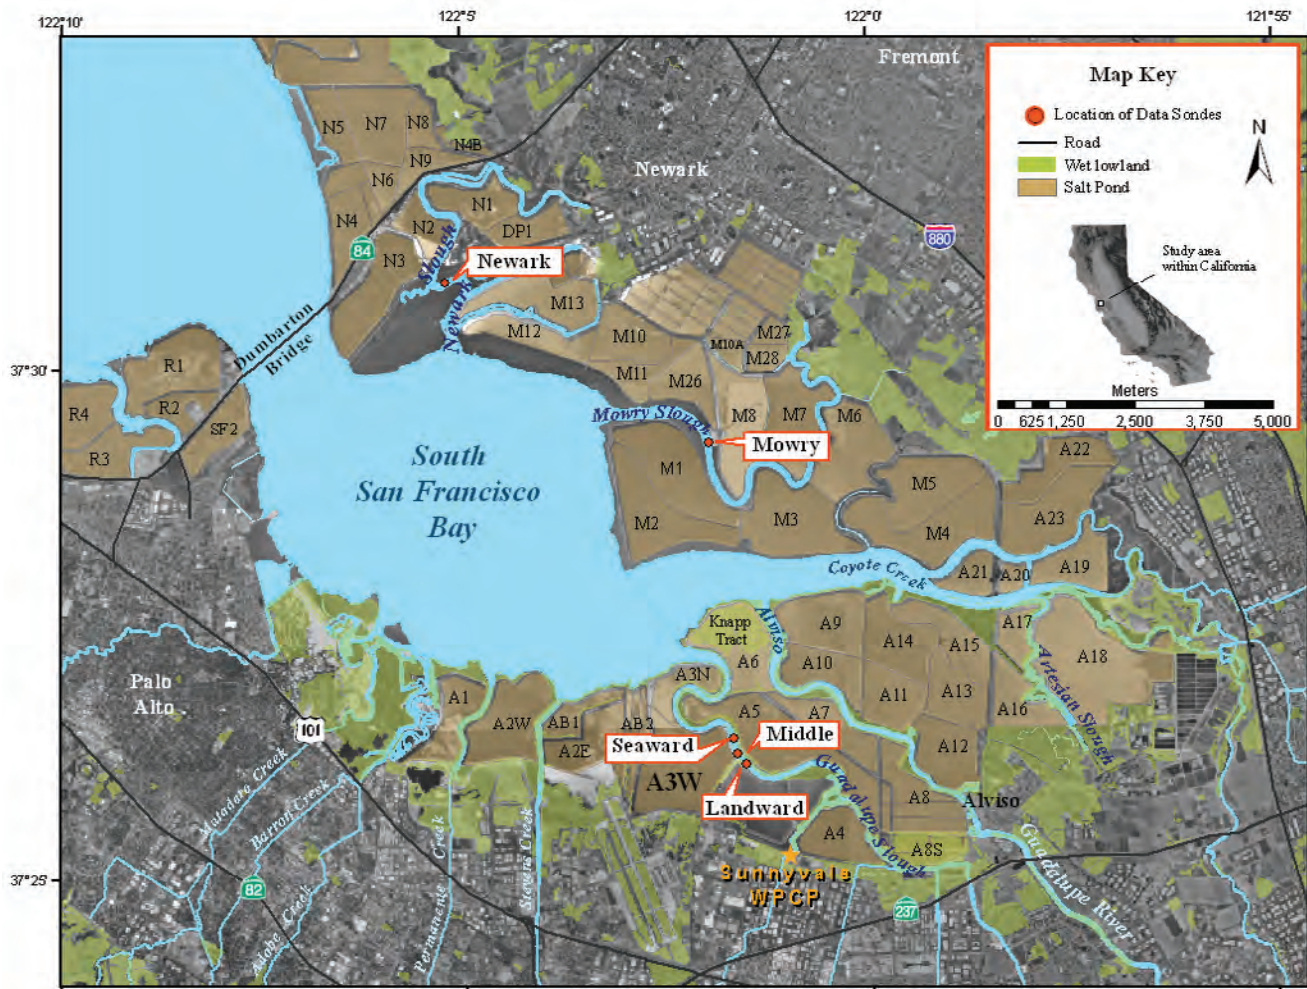 122°10'
122°5'
122°0'
121°55'
37°30'
37°25'
Fremont
Map Key
Location of Data Sondes
Road
Wet lowland
Salt Pond
N
Study area
within California
Meters
0 625 1,250 2,500 3,750 5,000
N5
N7
N8
N4B
N9
N6
N4
N1
N2
DP1
N3
84
Newark
880
Slough
Newark
Newark
M13
M12
M10
M27
M10A
M28
M11
M26
Dumbarton
Bridge
R1
R2
R4
SF2
R3
Mowry Slough
M8
M7
M6
Mowry
M1
M5
M2
M3
M4
A22
A23
South
San Francisco
Bay
Coyote Creek
A21
A20
A19
Knapp
Tract
Alviso
A9
A14
A15
A17
A18
A6
A10
A3N
A11
A13
A16
Artesian Slough
Palo
Alto
101
A1
A2W
AB1
AB2
A2E
A5
A7
A12
Seaward
Middle
Landward
A3W
Guadalupe Slough
A8
Alviso
A4
A8S
Sunnyvale
WPCP
Matadero Creek
Barron Creek
Adobe Creek
Permanente Creek
Stevens Creek
82
237
Guadalupe River